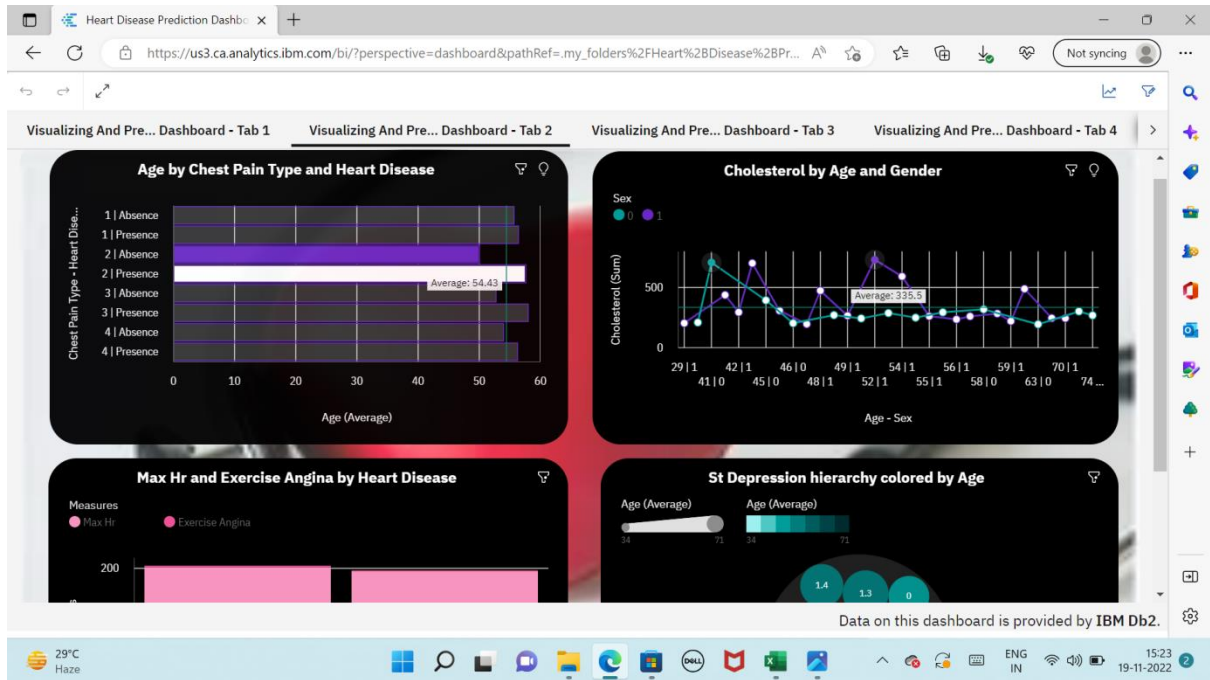 Heart Disease Prediction Dashbo
https://us3.ca.analytics.ibm.com/bi/?perspective=dashboard&pathRef=.my_folders%2FHeart%2BDisease%2BPr...
Not syncing
Visualizing And Pre... Dashboard - Tab 1
Visualizing And Pre... Dashboard - Tab 2
Visualizing And Pre... Dashboard - Tab 3
Visualizing And Pre... Dashboard - Tab 4
Age by Chest Pain Type and Heart Disease
Chest Pain Type - Heart Dise...
1 | Absence
1 | Presence
2 | Absence
2 | Presence
3 | Absence
3 | Presence
4 | Absence
4 | Presence
Average: 54.43
0 10 20 30 40 50 60
Age (Average)
Cholesterol by Age and Gender
Sex
0 1
Cholesterol (Sum)
500
0
Average: 335.5
29 | 1 42 | 1 46 | 0 49 | 1 54 | 1 56 | 1 59 | 1 70 | 1
41 | 0 45 | 0 48 | 1 52 | 1 55 | 1 58 | 0 63 | 0 74 ...
Age - Sex
Max Hr and Exercise Angina by Heart Disease
Measures
Max Hr Exercise Angina
200
St Depression hierarchy colored by Age
Age (Average) Age (Average)
34 71 34 71
1.4 1.3 0
Data on this dashboard is provided by IBM Db2.
29°C
Haze
DELL
ENG
IN
15:23
19-11-2022
2